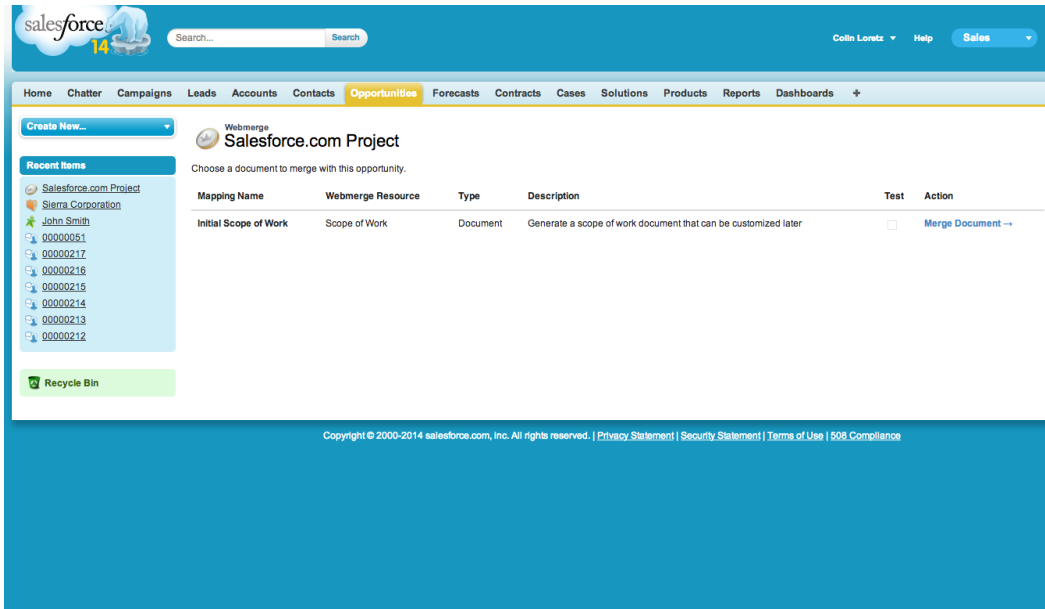 salesforce
14
Search...
Search
Colin Loretz
Help
Sales
Home Chatter Campaigns Leads Accounts Contacts Opportunities Forecasts Contracts Cases Solutions Products Reports Dashboards +
Create New...
Recent Items
Salesforce.com Project
Sierra Corporation
John Smith
00000051
00000217
00000216
00000215
00000214
00000213
00000212
Recycle Bin
Webmerge
Salesforce.com Project
Choose a document to merge with this opportunity.
Mapping Name Webmerge Resource Type Description Test Action
Initial Scope of Work Scope of Work Document Generate a scope of work document that can be customized later Merge Document →
Copyright © 2000-2014 salesforce.com, inc. All rights reserved. | Privacy Statement | Security Statement | Terms of Use | 508 Compliance